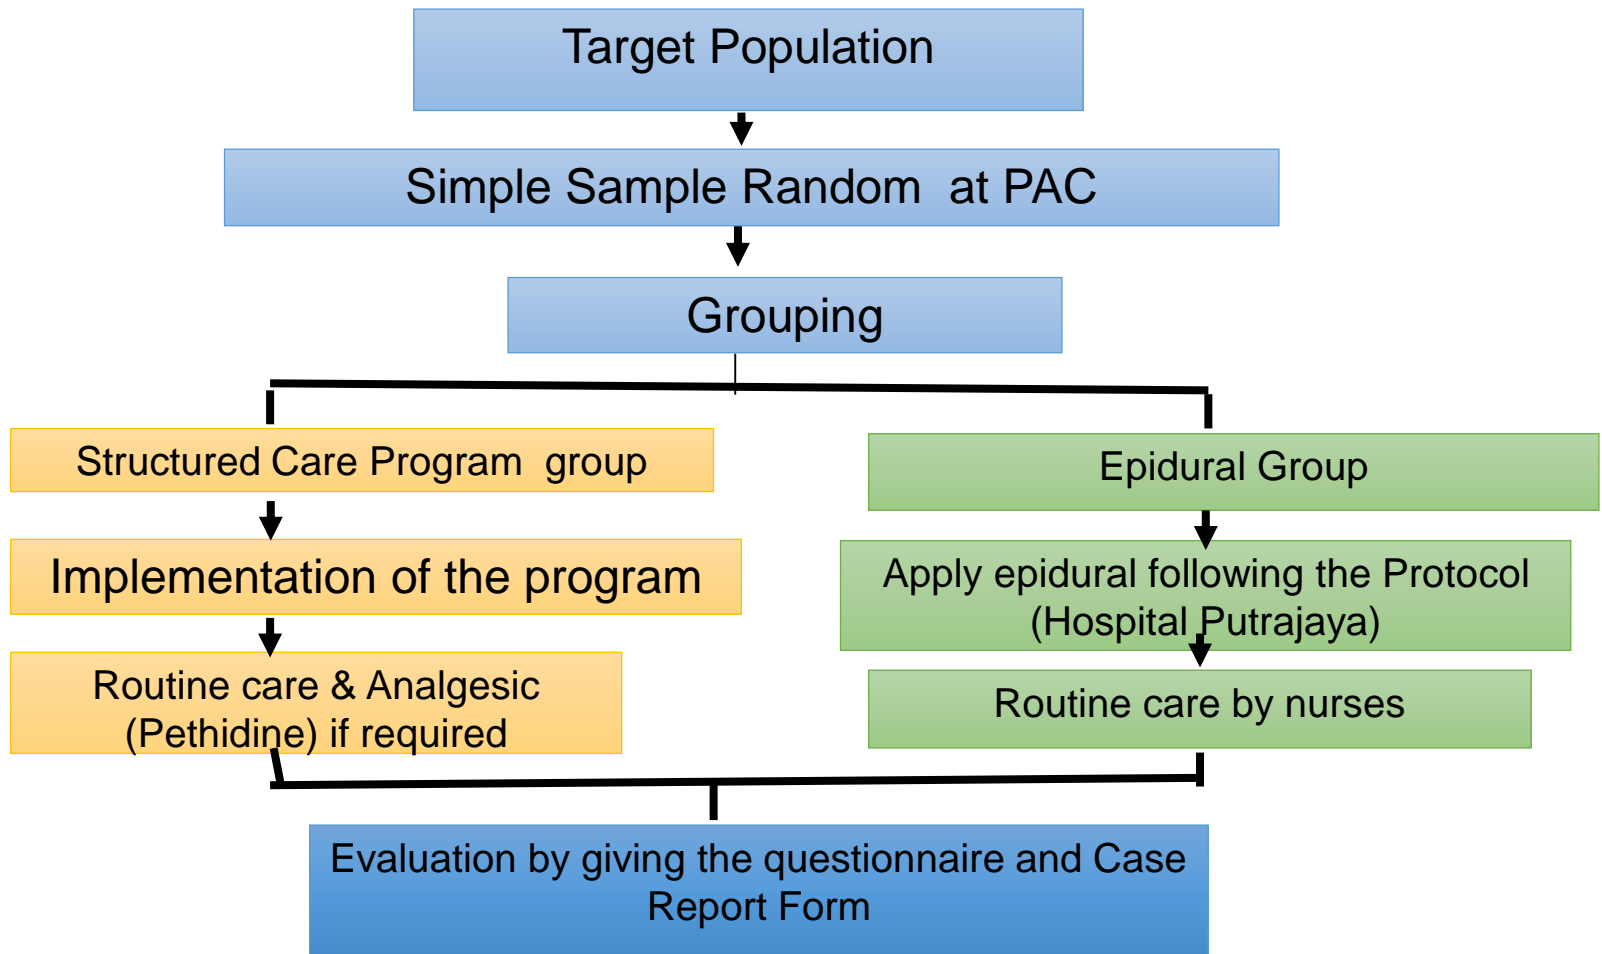 Target Population
Simple Sample Random at PAC
Grouping
Structured Care Program group
Epidural Group
Implementation of the program
Apply epidural following the Protocol
(Hospital Putrajaya)
Routine care & Analgesic
(Pethidine) if required
Routine care by nurses
Evaluation by giving the questionnaire and Case
Report Form